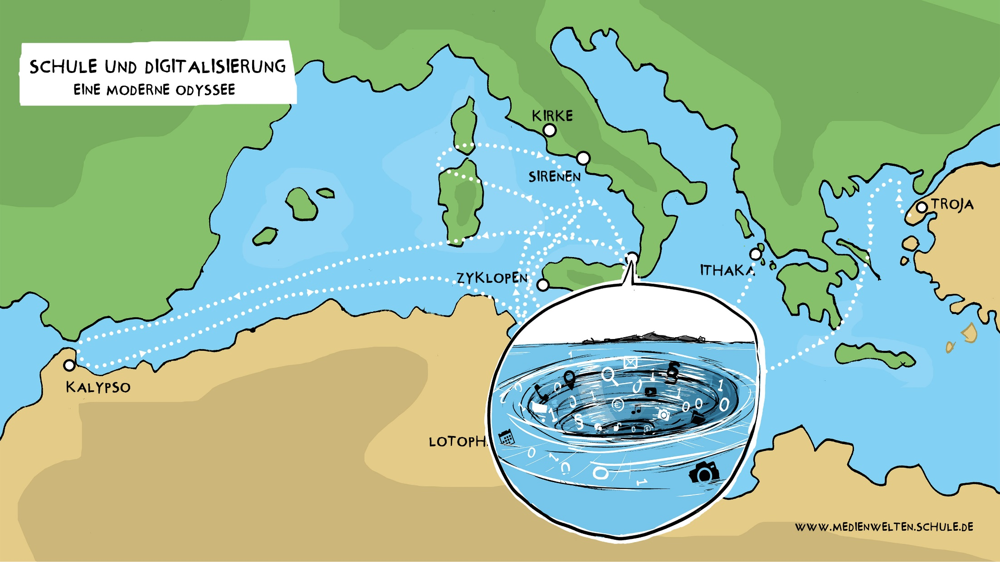 SCHULE UND DIGITALISIERUNG
EINE MODERNE ODYSSEE
KIRKE
SIRENEN
TROJA
ITHAKA
ZYKLOPEN
KALYPSO
LOTOPH
WWW.MEDIENWELTEN.SCHULE.DE